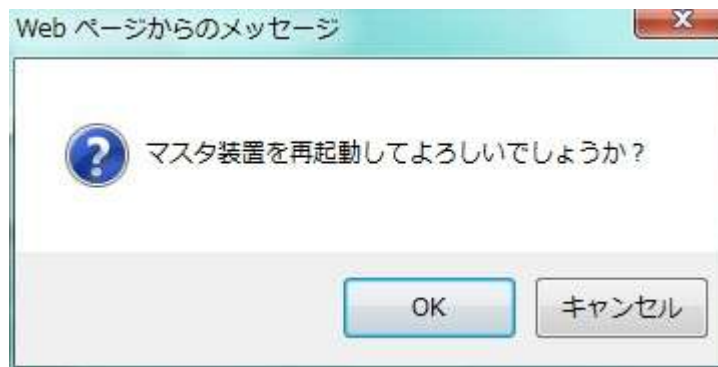 Web ページからのメッセージ
マスタ装置を再起動してよろしいでしょうか？
OK
キャンセル